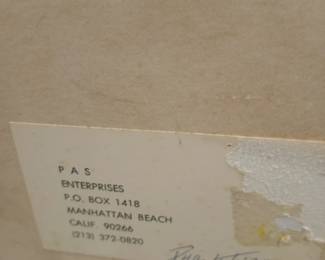 P A S
ENTERPRISES
P.O. BOX 1418
MANHATTAN BEACH
CALIF. 90266
(213) 372-0820